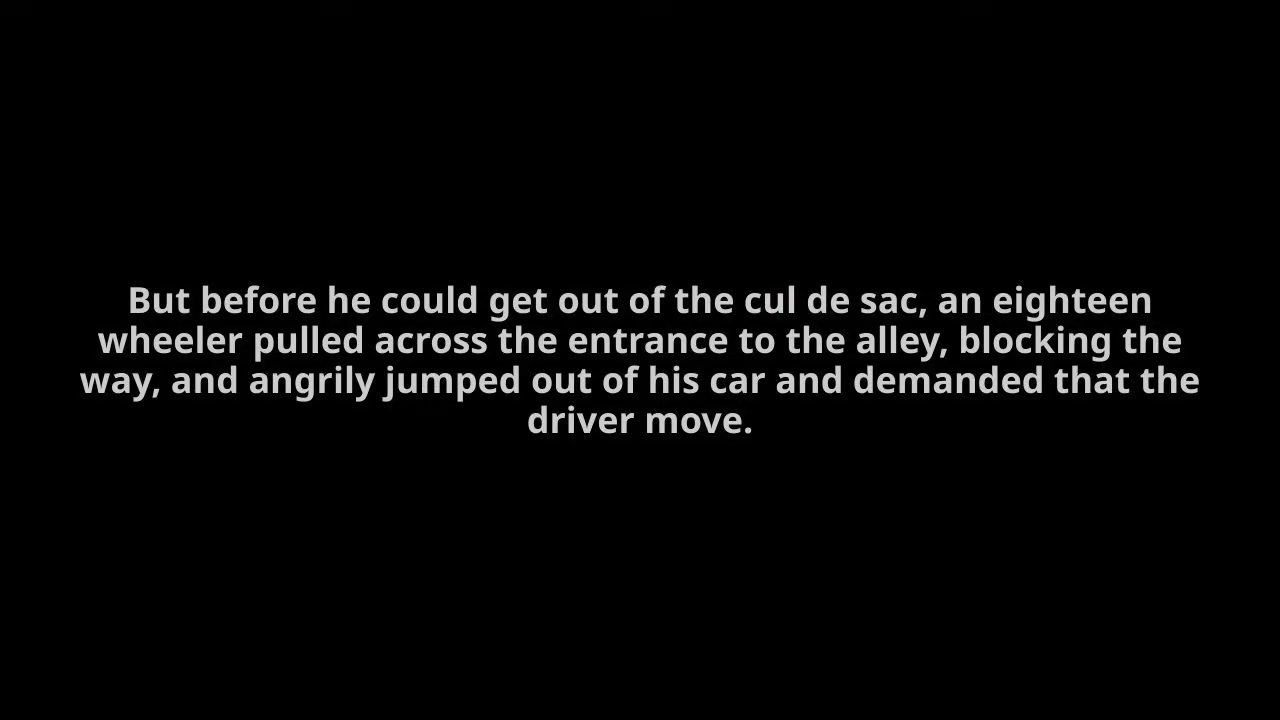 But before he could get out of the cul de sac, an eighteen
wheeler pulled across the entrance to the alley, blocking the
way, and angrily jumped out of his car and demanded that the
driver move.